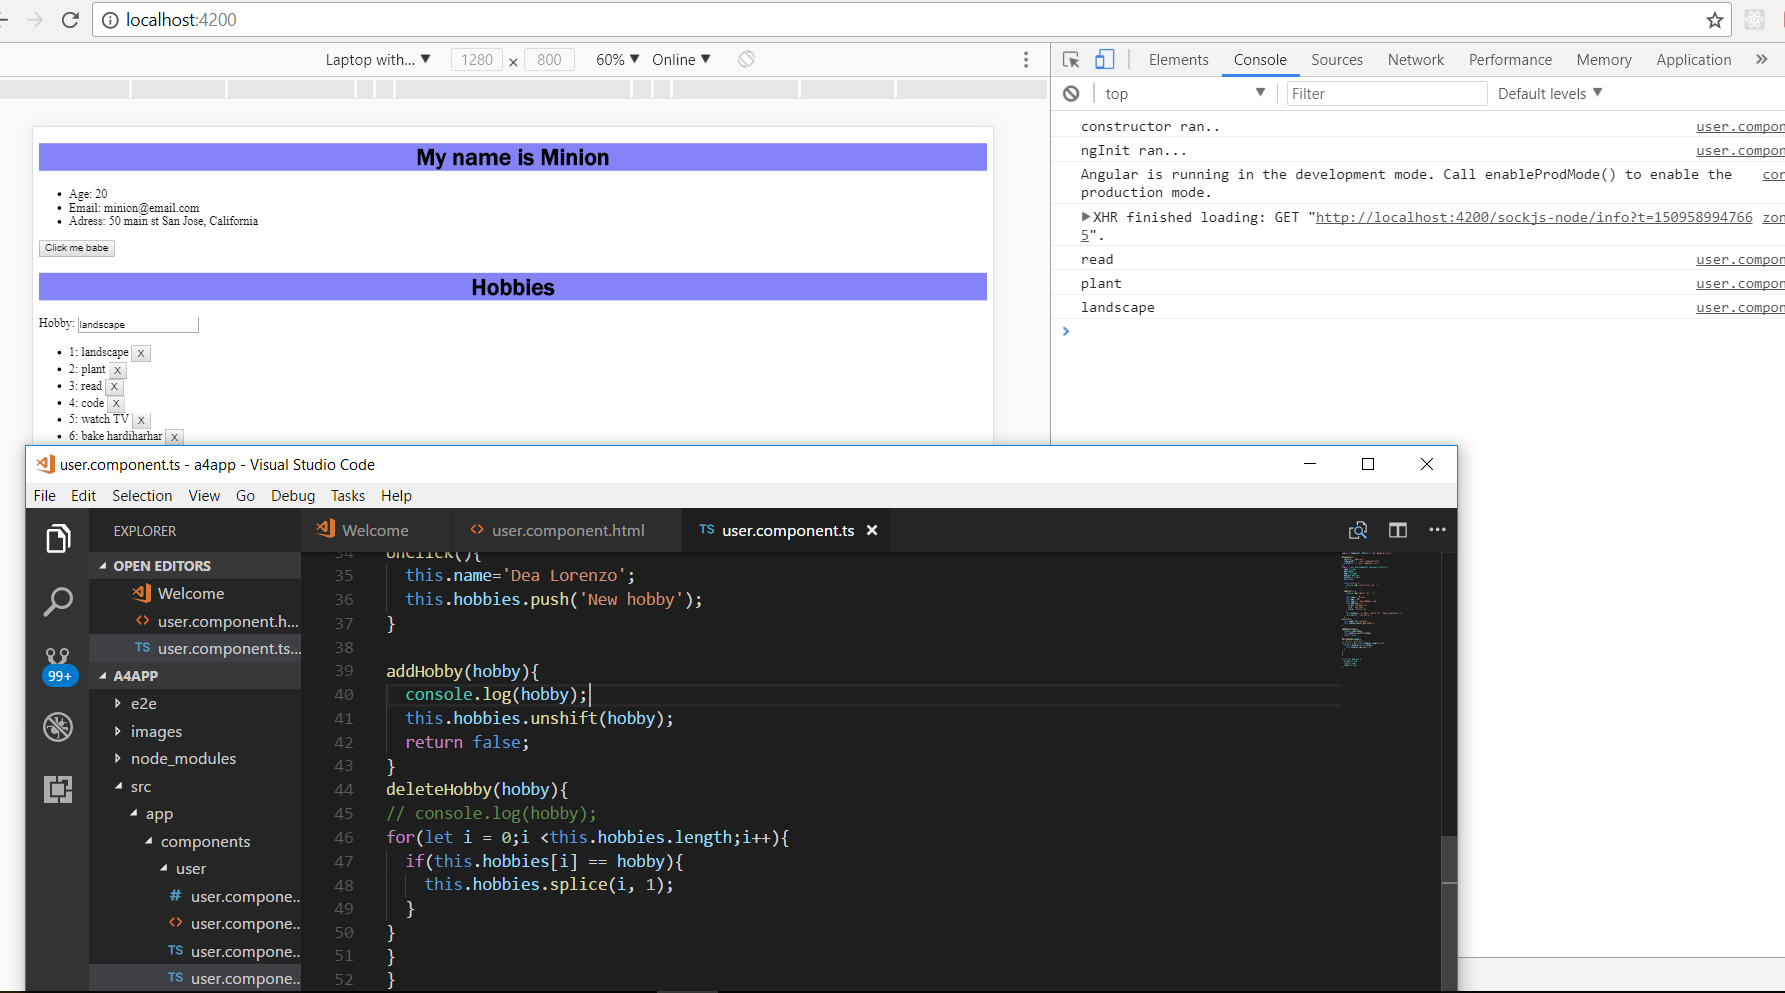 localhost:4200
Laptop with... ▼ 1280 × 800 60% ▼ Online ▼
Elements Console Sources Network Performance Memory Application »
top ▼ Filter Default levels ▼
My name is Minion
Age: 20
Email: minion@email.com
Adress: 50 main st San Jose, California
Click me babe
Hobbies
Hobby: landscape
1: landscape X
2: plant X
3: read X
4: code X
5: watch TV X
6: bake hardiharhar X
constructor ran.. user.compon
ngInit ran... user.compon
Angular is running in the development mode. Call enableProdMode() to enable the cor
production mode.
XHR finished loading: GET "http://localhost:4200/sockjs-node/info?t=150958994766 zon
5".
read user.compon
plant user.compon
landscape user.compon
>
user.component.ts - a4app - Visual Studio Code
File Edit Selection View Go Debug Tasks Help
EXPLORER
Welcome <> user.component.html TS user.component.ts
OPEN EDITORS
Welcome
<> user.component.h...
TS user.component.ts...
99+
A4APP
e2e
images
node_modules
src
app
components
user
# user.compone..
<> user.compone..
TS user.compone..
TS user.compone..
34 onClick(){
35 this.name='Dea Lorenzo';
36 this.hobbies.push('New hobby');
37 }
38
39 addHobby(hobby){
40 console.log(hobby);
41 this.hobbies.unshift(hobby);
42 return false;
43 }
44 deleteHobby(hobby){
45 // console.log(hobby);
46 for(let i = 0;i <this.hobbies.length;i++){
47 if(this.hobbies[i] == hobby){
48 this.hobbies.splice(i, 1);
49 }
50 }
51 }
52 }